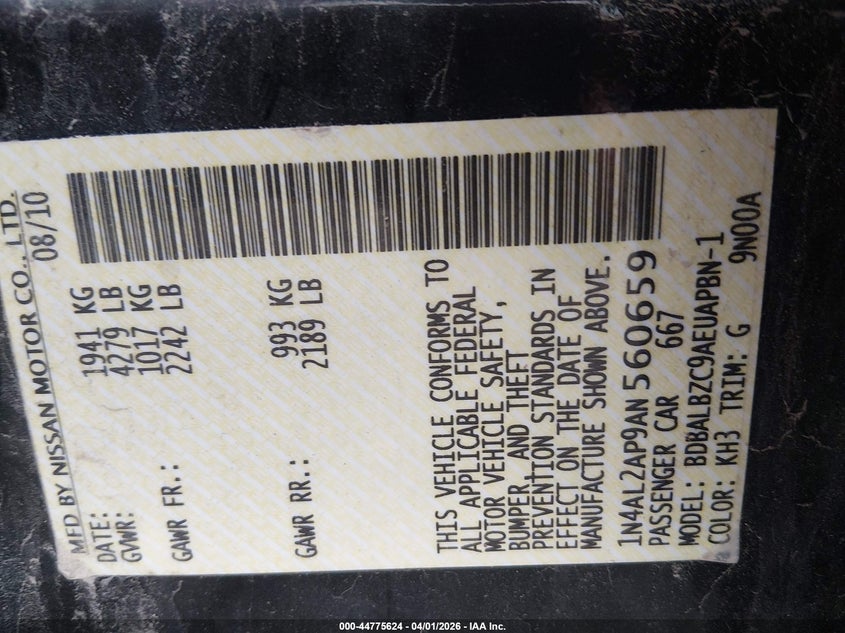 MFD BY NISSAN MOTOR CO., LTD.
DATE: 08/10
GVWR: 1941 KG
4279 LB
GAWR FR.: 1017 KG
2242 LB
GAWR RR.: 993 KG
2189 LB
THIS VEHICLE CONFORMS TO
ALL APPLICABLE FEDERAL
MOTOR VEHICLE SAFETY,
BUMPER, AND THEFT
PREVENTION STANDARDS IN
EFFECT ON THE DATE OF
MANUFACTURE SHOWN ABOVE.
1N4AL2AP9AN560659
PASSENGER CAR 667
MODEL: BDBALBZC9AEUAPBN-1
COLOR: KH3 TRIM: G 9N00A
000-44775624 - 04/01/2026 - IAA Inc.